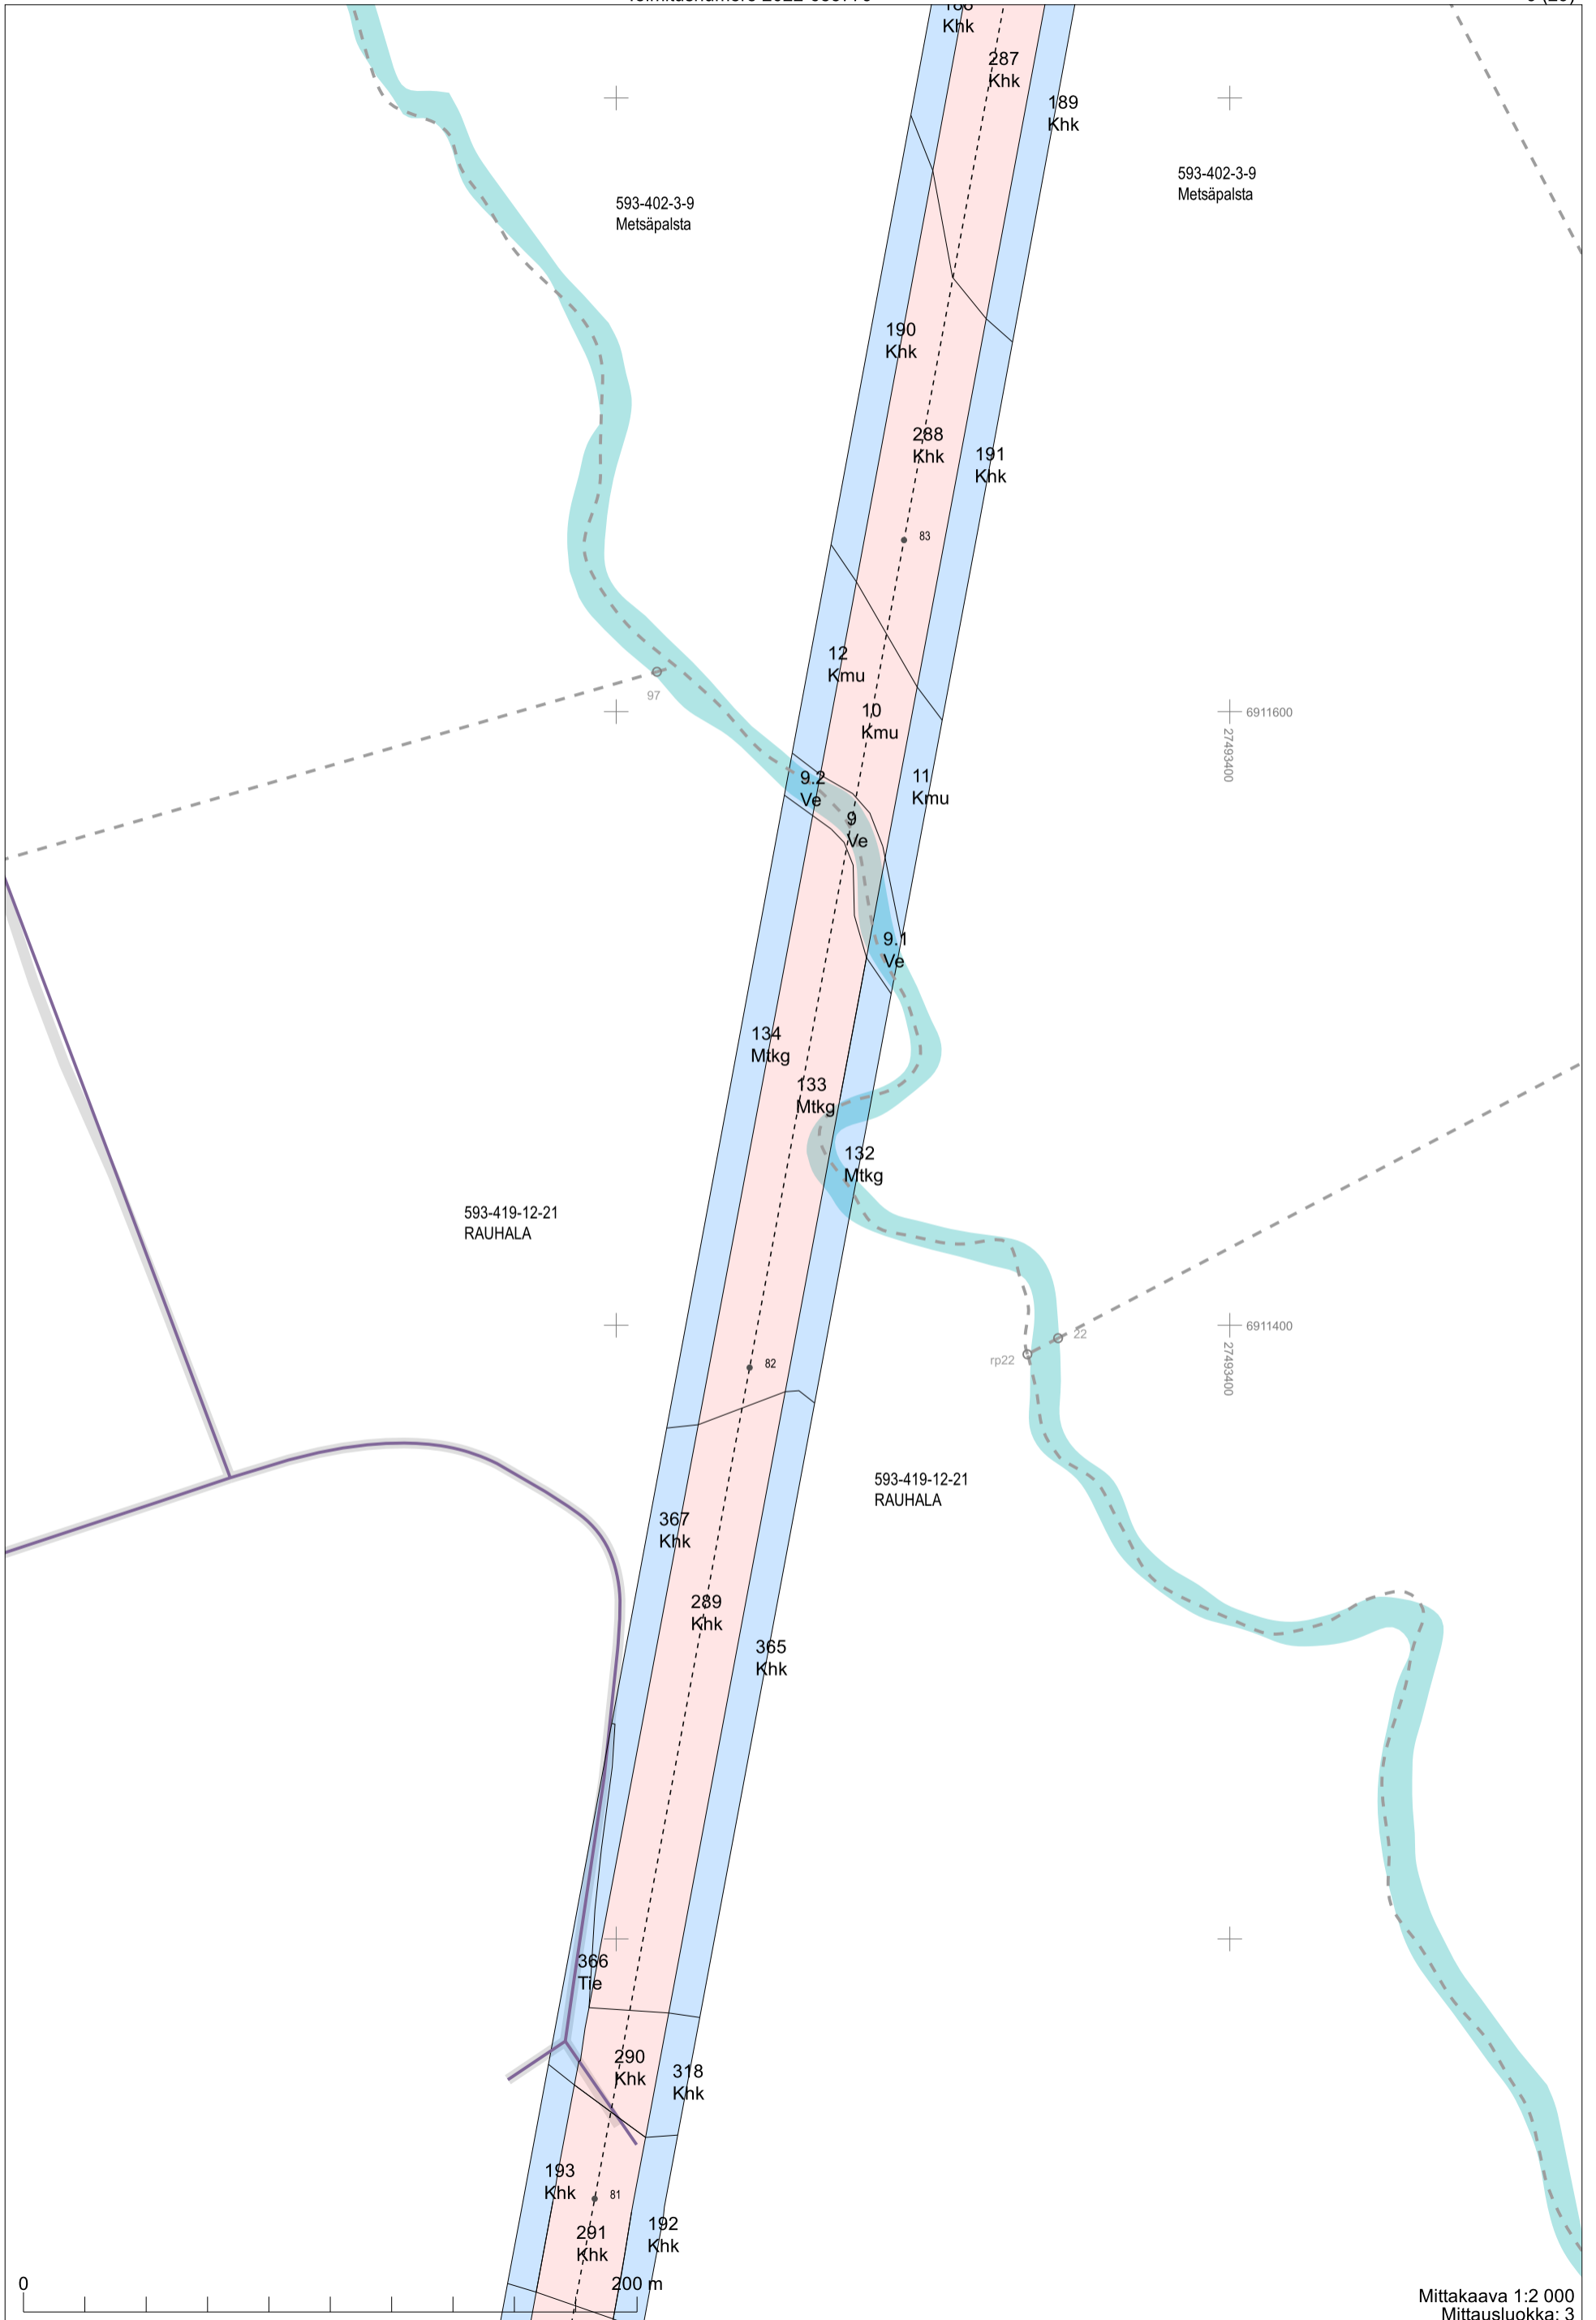 287
Khk
Khk
189
Khk
593-402-3-9
Metsäpalsta
593-402-3-9
Metsäpalsta
190
Khk
288
Khk
191
Khk
83
12
Kmu
97
10
Kmu
6911600
27493400
9.2
Ve
11
Kmu
9
Ve
9.1
Ve
134
Mtkg
133
Mtkg
132
Mtkg
593-419-12-21
RAUHALA
6911400
27493400
22
rp22
82
593-419-12-21
RAUHALA
367
Khk
289
Khk
365
Khk
366
Tie
290
Khk
318
Khk
193
Khk
81
291
Khk
192
Khk
0
200 m
Mittakaava 1:2 000
Mittausluokka: 3